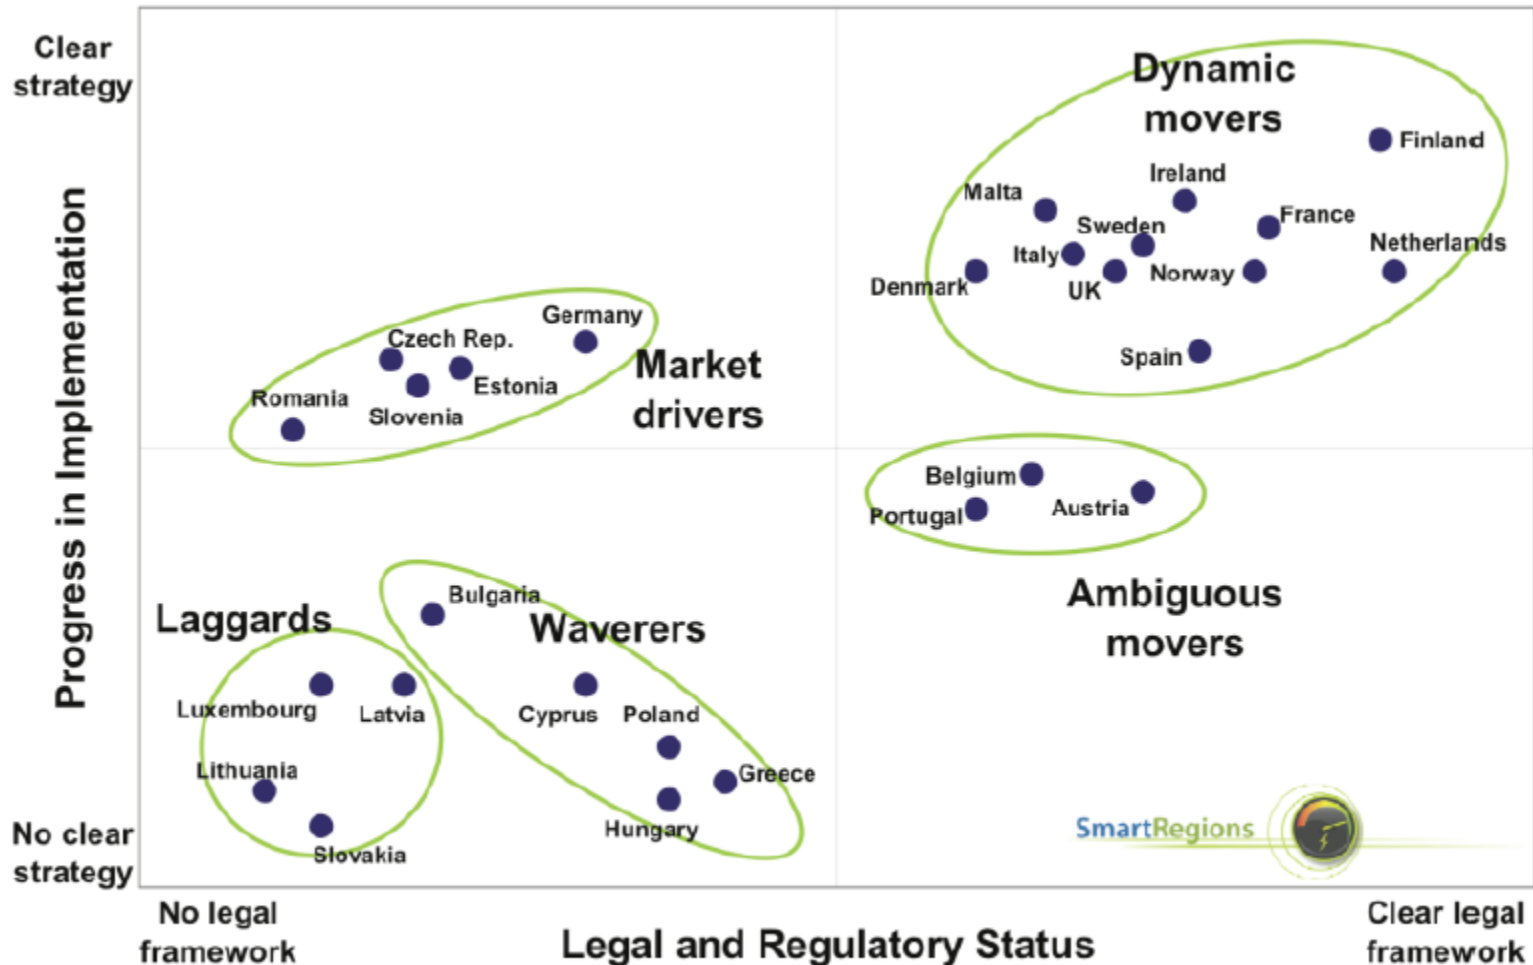 Clear
strategy
Dynamic
movers
Finland
Ireland
Malta
France
Sweden
Netherlands
Italy
Denmark
UK
Norway
Germany
Czech Rep.
Spain
Market
drivers
Estonia
Romania
Slovenia
Progress in Implementation
Belgium
Portugal
Austria
Ambiguous
movers
Bulgaria
Laggards
Waverers
Luxembourg
Latvia
Cyprus
Poland
Lithuania
Greece
Hungary
Slovakia
SmartRegions
No clear
strategy
No legal
framework
Legal and Regulatory Status
Clear legal
framework